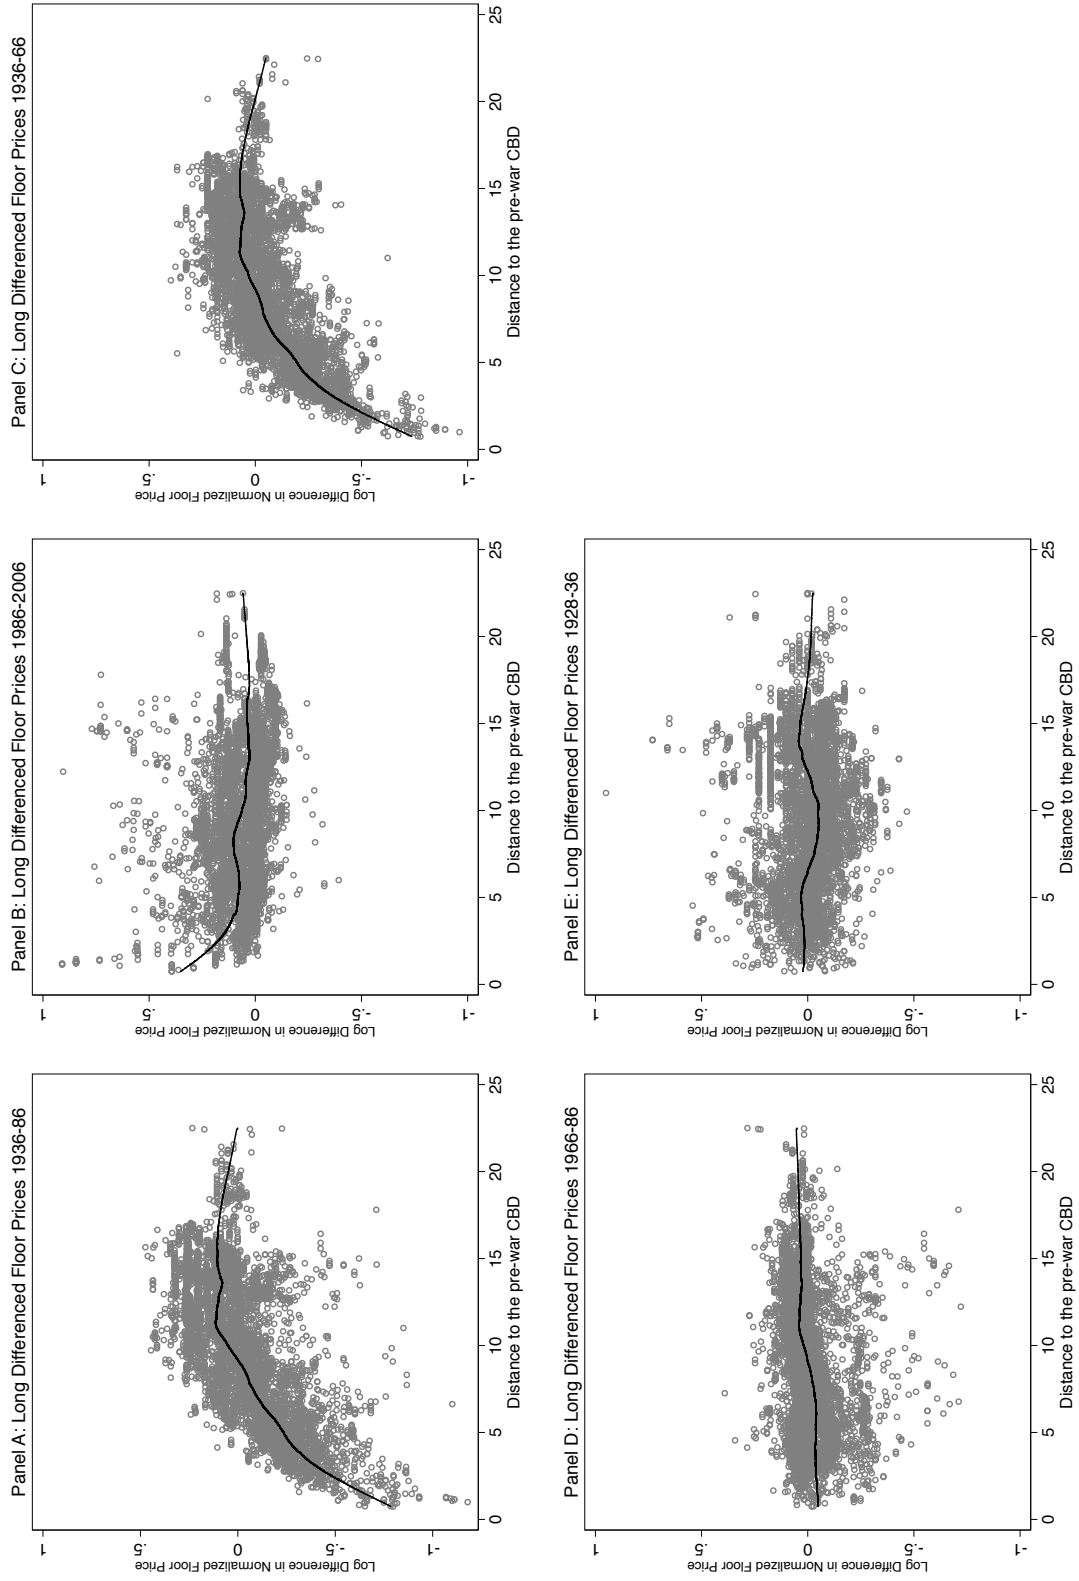 Panel A: Long Differenced Floor Prices 1936-86
Log Difference in Normalized Floor Price
1
.5
0
-.5
-1
0 5 10 15 20 25
Distance to the pre-war CBD
Panel B: Long Differenced Floor Prices 1986-2006
Log Difference in Normalized Floor Price
1
.5
0
-.5
-1
0 5 10 15 20 25
Distance to the pre-war CBD
Panel C: Long Differenced Floor Prices 1936-66
Log Difference in Normalized Floor Price
1
.5
0
-.5
-1
0 5 10 15 20 25
Distance to the pre-war CBD
Panel D: Long Differenced Floor Prices 1966-86
Log Difference in Normalized Floor Price
1
.5
0
-.5
-1
0 5 10 15 20 25
Distance to the pre-war CBD
Panel E: Long Differenced Floor Prices 1928-36
Log Difference in Normalized Floor Price
1
.5
0
-.5
-1
0 5 10 15 20 25
Distance to the pre-war CBD